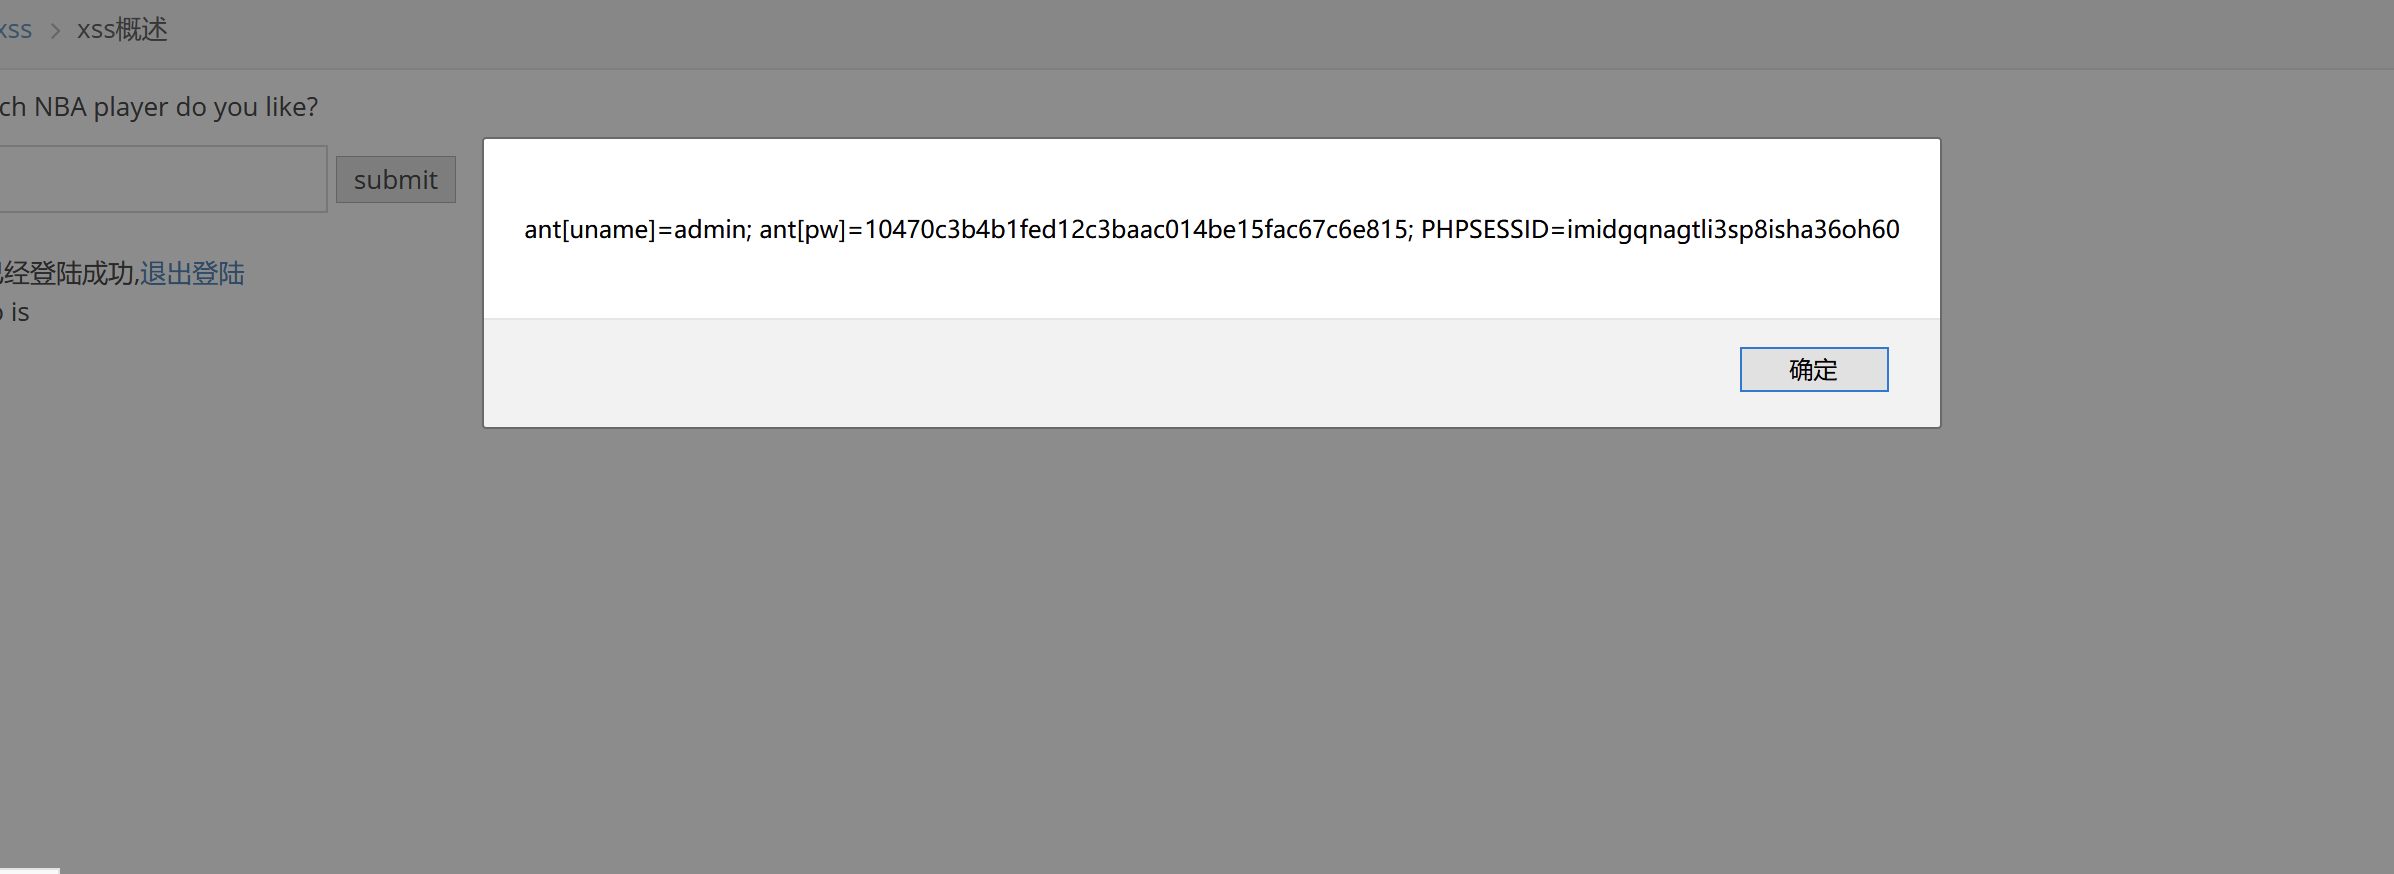 xss > xss概述
ch NBA player do you like?
submit
ant[uname]=admin; ant[pw]=10470c3b4b1fed12c3baac014be15fac67c6e815; PHPSESSID=imidgqnagtli3sp8isha36oh60
经登陆成功,退出登陆
is
确定